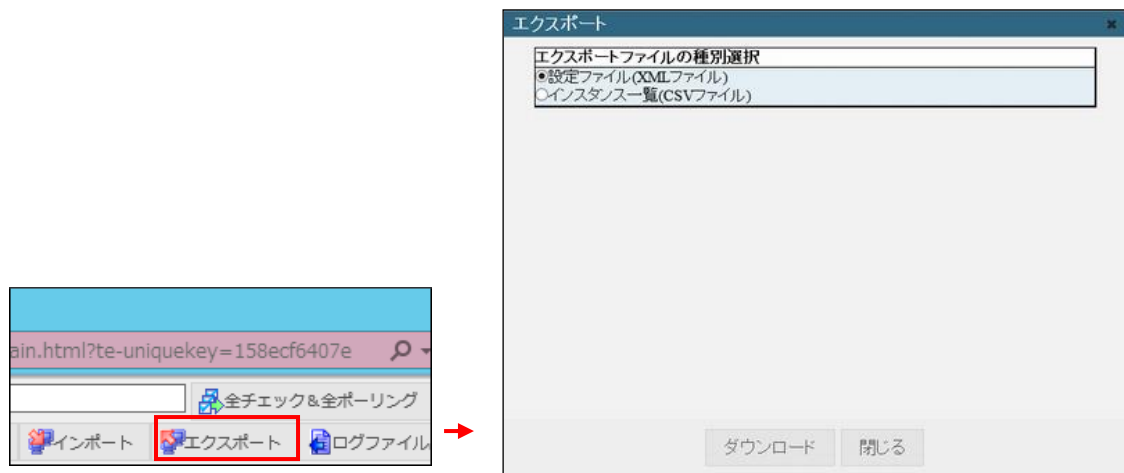 エクスポート
エクスポートファイルの種別選択
設定ファイル(XMLファイル)
インスタンス一覧(CSVファイル)
ain.html?te-uniquekey=158ecf6407e
全チェック&全ポーリング
インポート エクスポート ログファイル
ダウンロード 閉じる